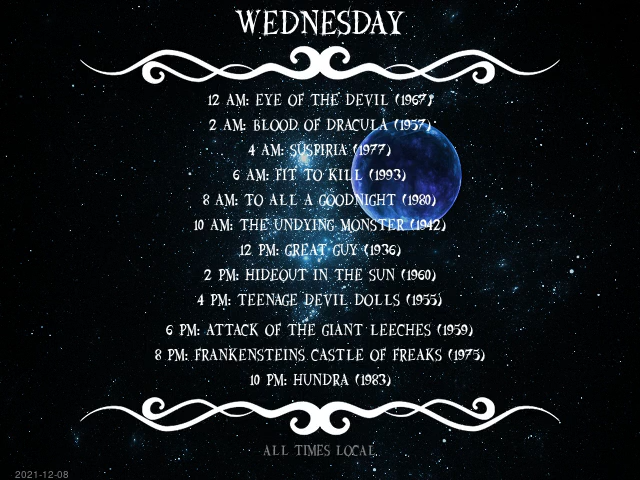 WEDNESDAY
12 AM: EYE OF THE DEVIL (1967)
2 AM: BLOOD OF DRACULA (1957)
4 AM: SUSPIRIA (1977)
6 AM: FIT TO KILL (1993)
8 AM: TO ALL A GOODNIGHT (1980)
10 AM: THE UNDYING MONSTER (1942)
12 PM: GREAT GUY (1936)
2 PM: HIDEOUT IN THE SUN (1960)
4 PM: TEENAGE DEVIL DOLLS (1955)
6 PM: ATTACK OF THE GIANT LEECHES (1959)
8 PM: FRANKENSTEINS CASTLE OF FREAKS (1975)
10 PM: HUNDRA (1983)
ALL TIMES LOCAL
2021-12-08